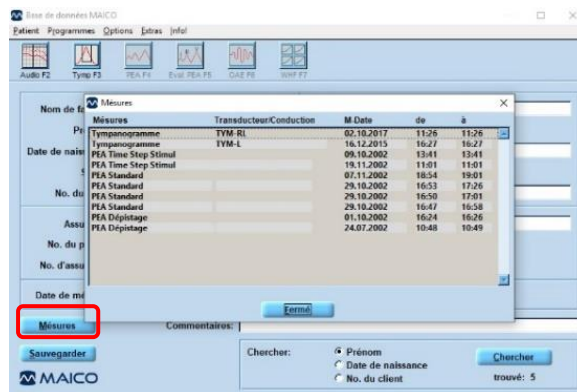 Base de données MAICO
Patient Programmes Options Extras Info!
Audio F2 Tymp F3 PEA F4 Eval PEA F5 OAE F6 WHF F7
Mésures
Mésures Transducteur/Conduction M-Date de à
Tympanogramme TYM-RL 02.10.2017 11:26 11:26
Tympanogramme TYM-L 16.12.2015 16:27 16:27
PEA Time Step Stimul 09.10.2002 13:41 13:41
PEA Time Step Stimul 19.11.2002 11:01 11:01
PEA Standard 07.11.2002 18:54 19:01
PEA Standard 29.10.2002 16:53 17:26
PEA Standard 29.10.2002 16:50 17:01
PEA Standard 29.10.2002 16:47 16:58
PEA Dépistage 01.10.2002 16:24 16:26
PEA Dépistage 24.07.2002 10:48 10:49
Fermé
Nom de fa
Pr
Date de nais
S
No. du
Assu
No. du p
No. d'assu
Date de mé
Mésures Commentaires:
Sauvegarder Chercher: Prénom Chercher
Date de naissance
No. du client trouvé: 5
MAICO